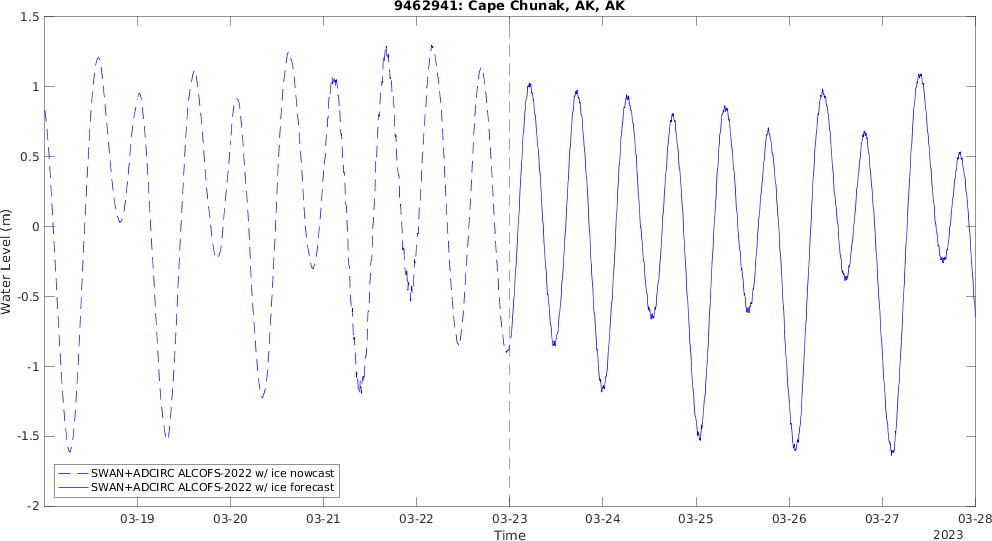 9462941: Cape Chunak, AK, AK
1.5
1
0.5
0
-0.5
-1
-1.5
-2
Water Level (m)
SWAN+ADCIRC ALCOFS-2022 w/ ice nowcast
SWAN+ADCIRC ALCOFS-2022 w/ ice forecast
03-19 03-20 03-21 03-22 03-23 03-24 03-25 03-26 03-27 03-28
Time
2023